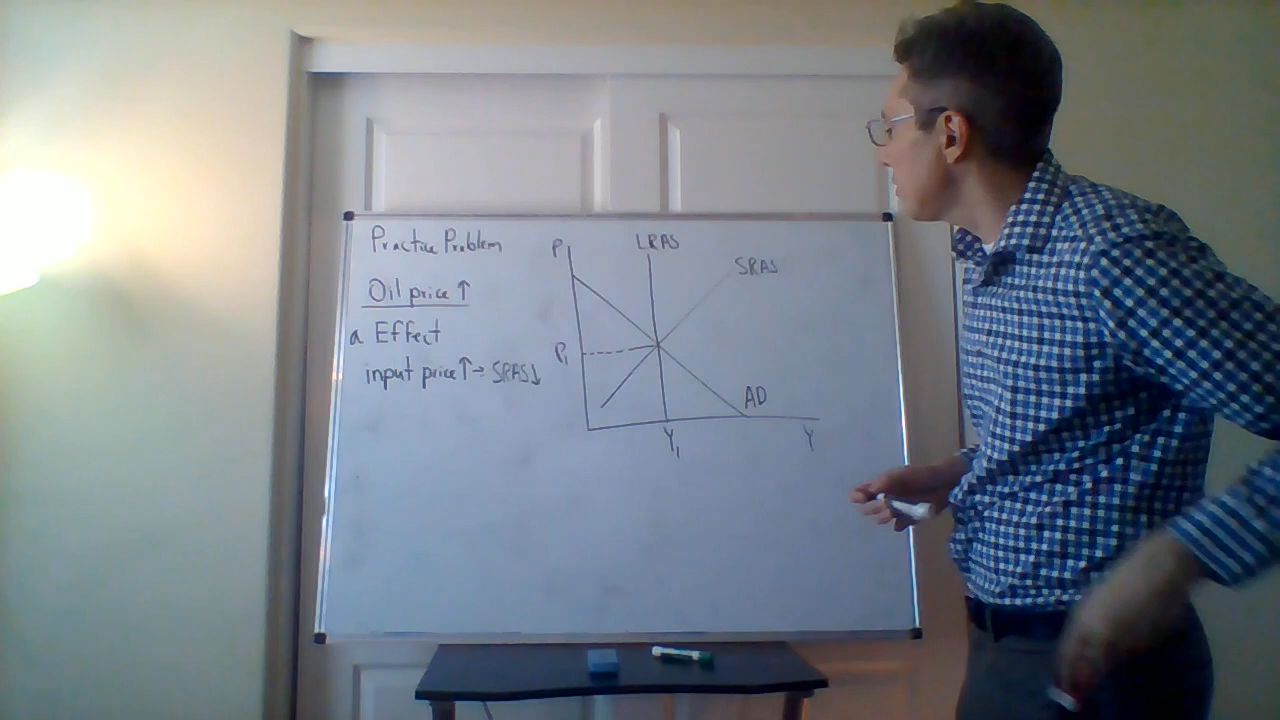 Practice Problem
Oil price ↑
a Effect
input price ↑ → SRAS ↓
P
LRAS
SRAS
P₁
AD
Y₁
Y